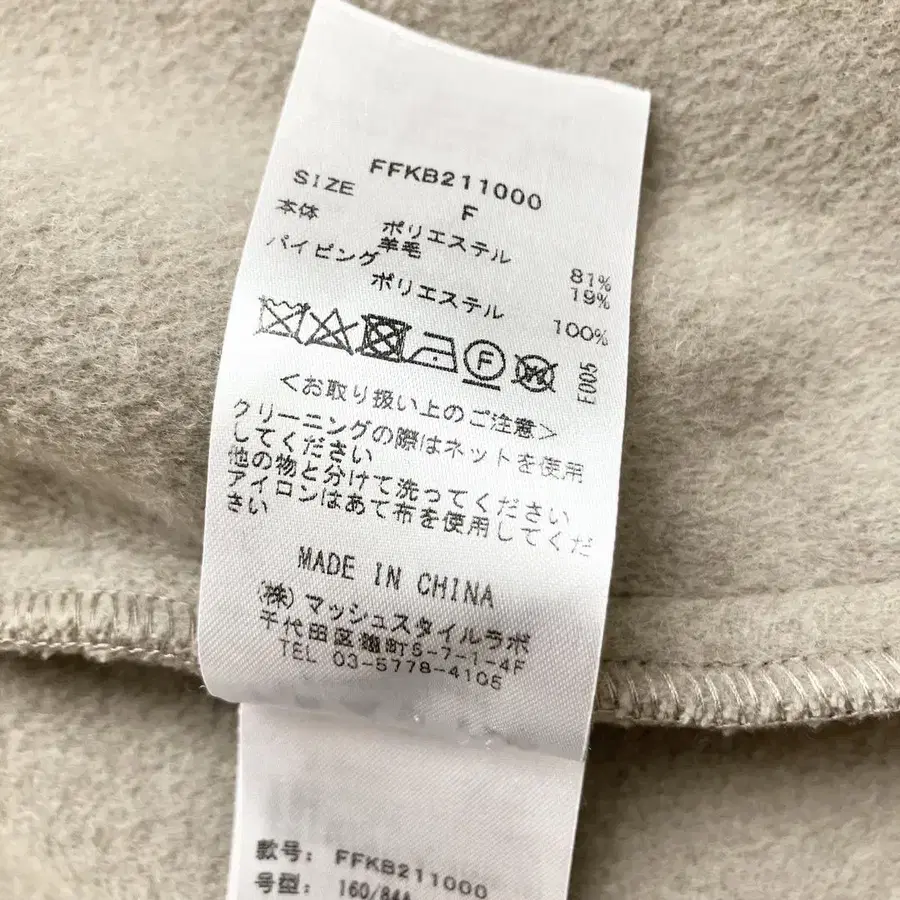 FFKB211000
SIZE F
本体 ポリエステル 81%
羊毛 19%
パイピング
ポリエステル 100%
F
W
F005
<お取り扱い上のご注意>
クリーニングの際はネットを使用
してください
他の物と分けて洗ってください
アイロンはあて布を使用してくだ
さい
MADE IN CHINA
(株)マッシュスタイルラボ
千代田区麹町5-7-1-4F
TEL 03-5778-4105
款号: FFKB211000
号型: 160/84A